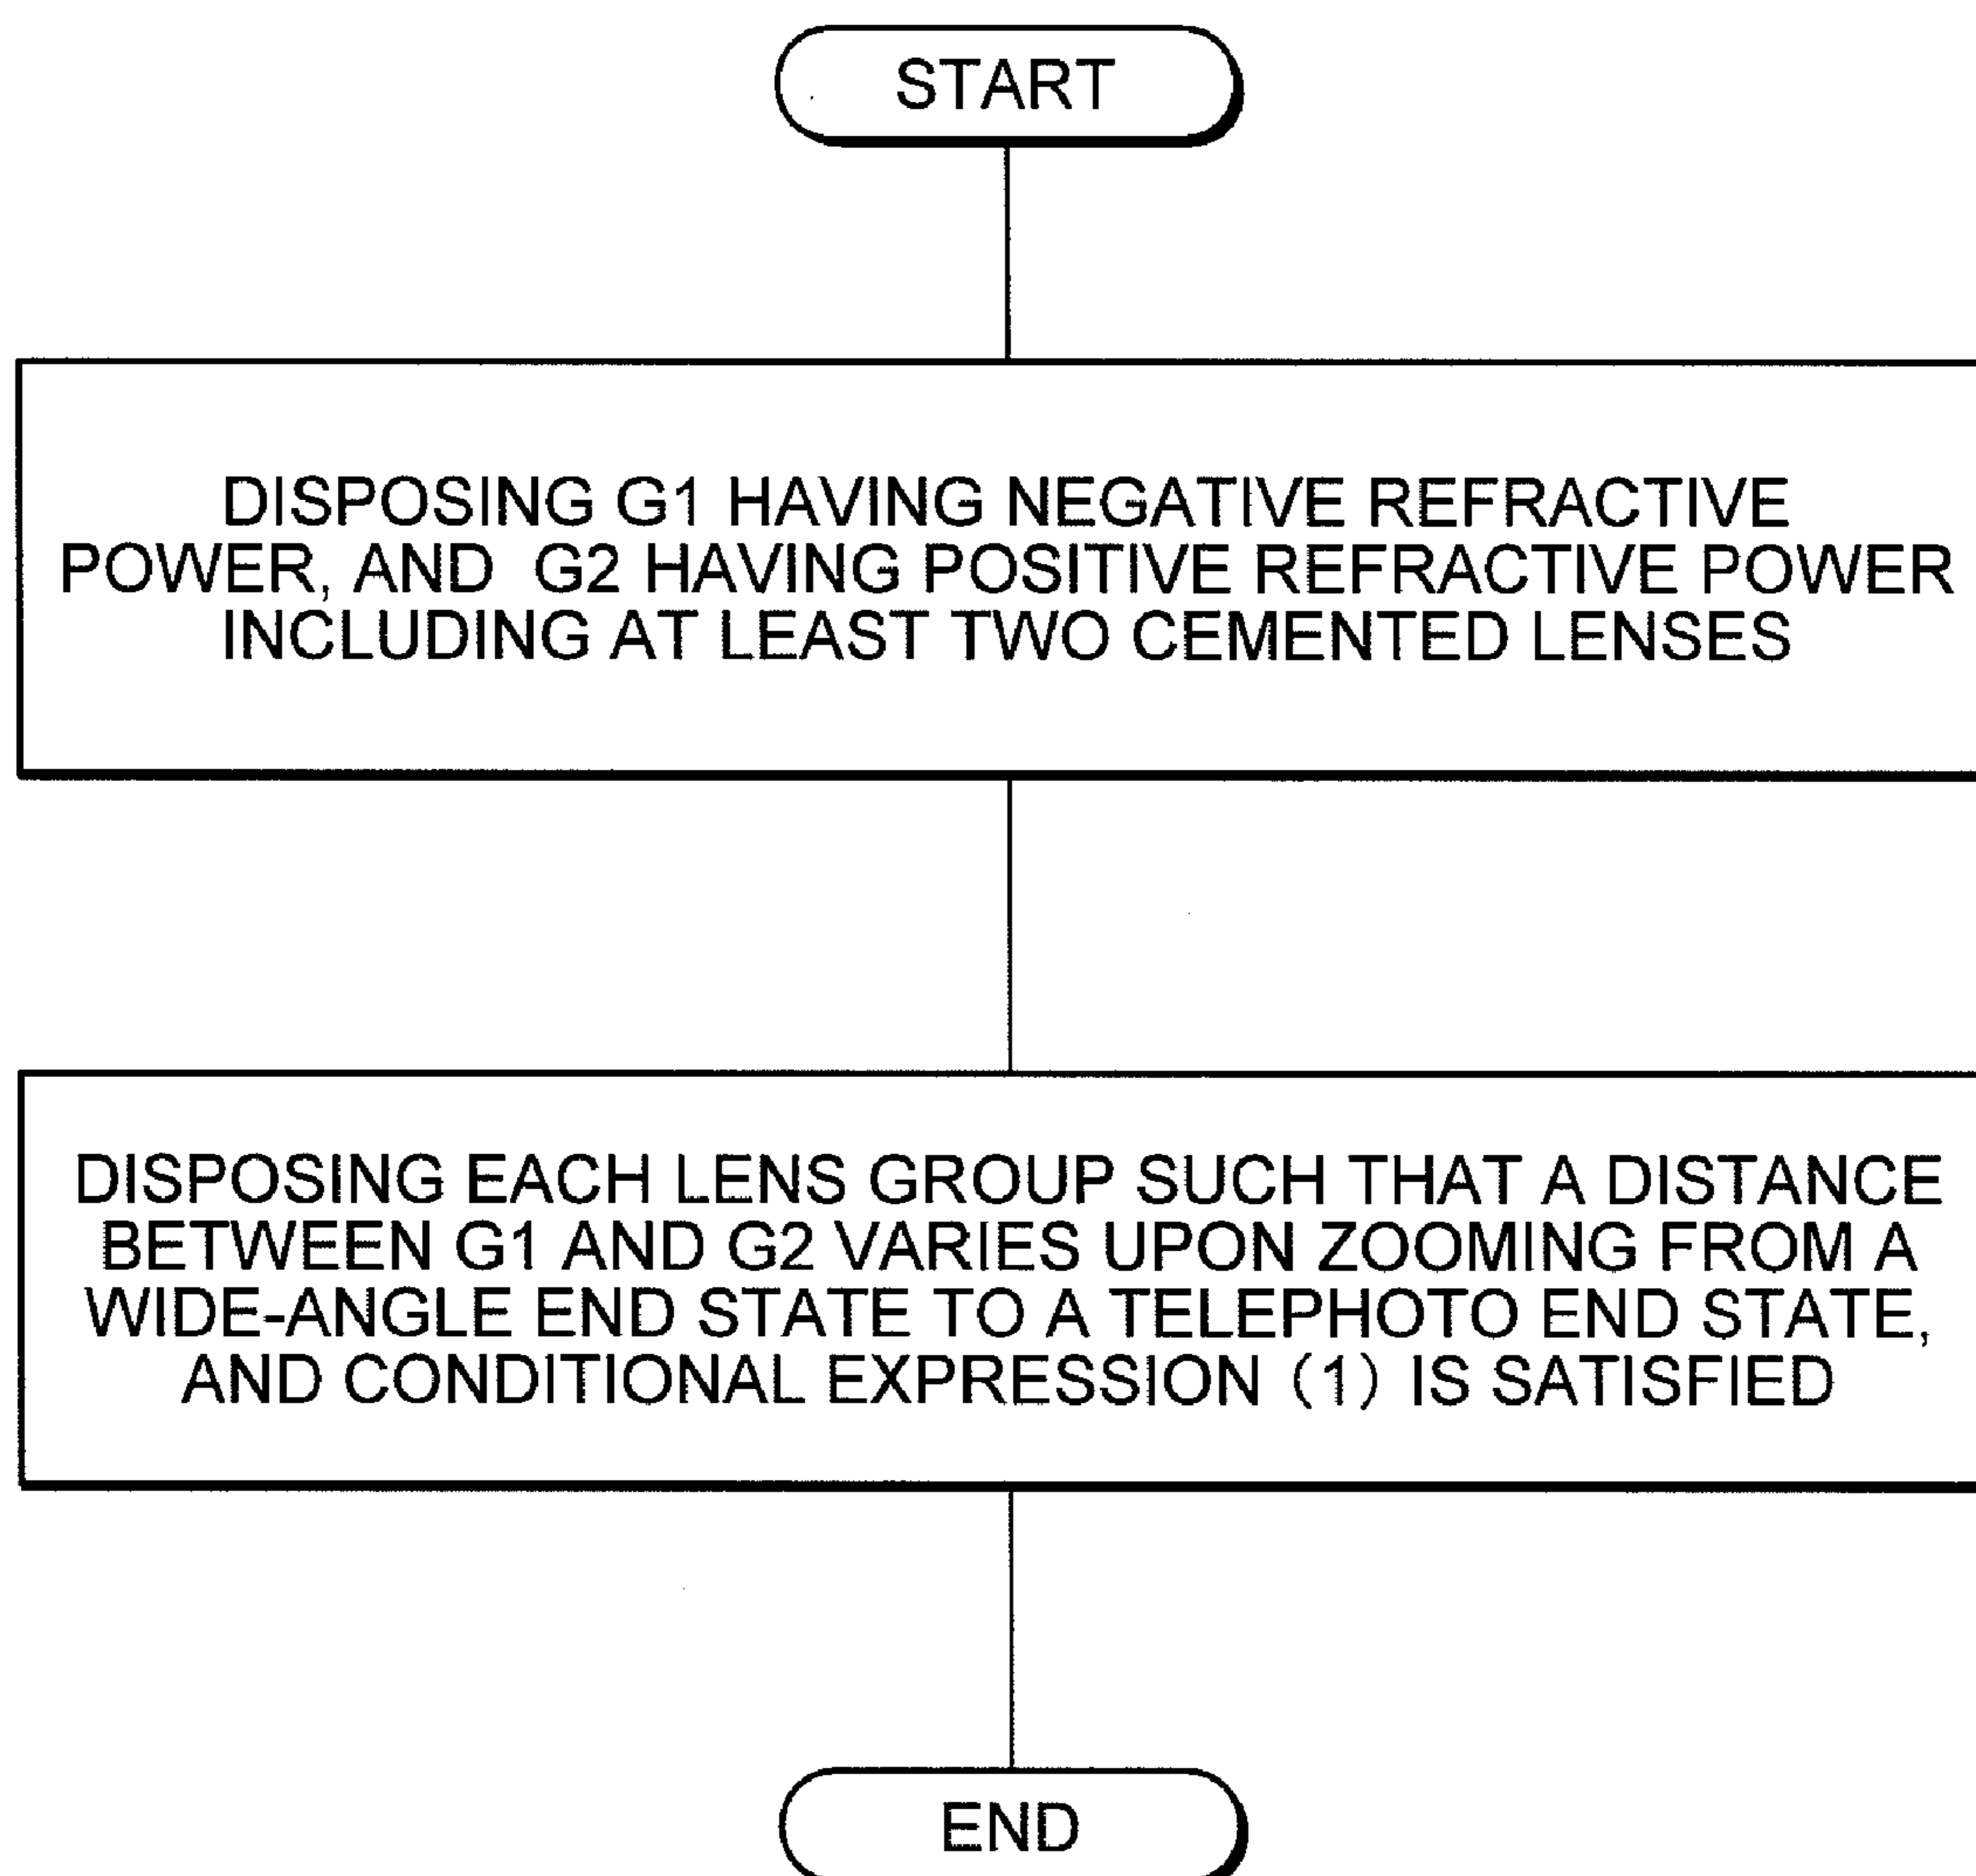 START
DISPOSING G1 HAVING NEGATIVE REFRACTIVE
POWER, AND G2 HAVING POSITIVE REFRACTIVE POWER
INCLUDING AT LEAST TWO CEMENTED LENSES
DISPOSING EACH LENS GROUP SUCH THAT A DISTANCE
BETWEEN G1 AND G2 VARIES UPON ZOOMING FROM A
WIDE-ANGLE END STATE TO A TELEPHOTO END STATE,
AND CONDITIONAL EXPRESSION (1) IS SATISFIED
END